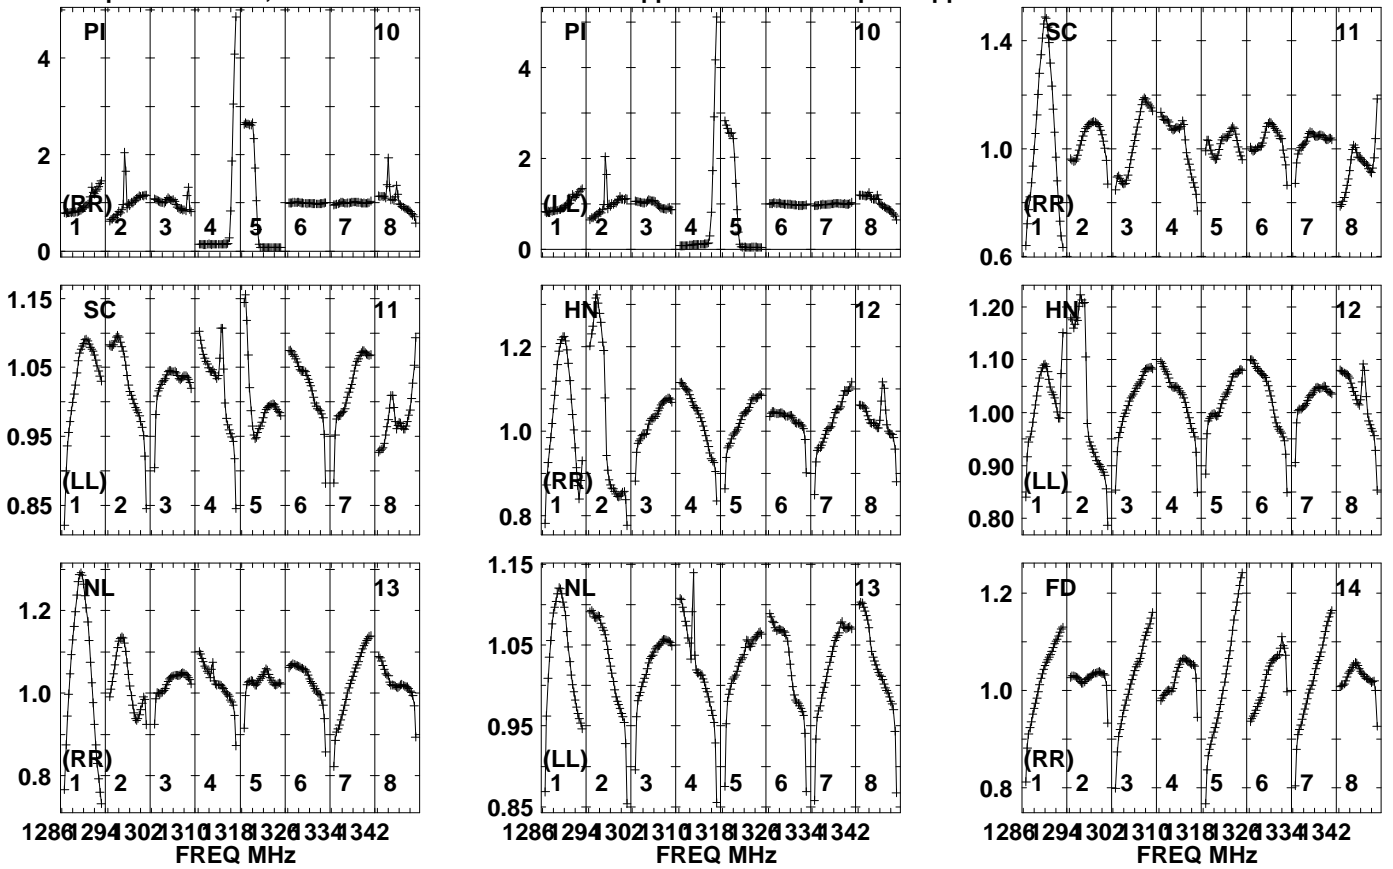 PI 10
4
2
0
(RR)
1 2 3 4 5 6 7 8
PI 10
4
2
0
(LL)
1 2 3 4 5 6 7 8
SC 11
1.4
1.0
0.6
(RR)
1 2 3 4 5 6 7 8
SC 11
1.15
1.05
0.95
0.85
(LL)
1 2 3 4 5 6 7 8
HN 12
1.2
1.0
0.8
(RR)
1 2 3 4 5 6 7 8
HN 12
1.20
1.10
1.00
0.90
0.80
(LL)
1 2 3 4 5 6 7 8
NL 13
1.2
1.0
0.8
(RR)
1 2 3 4 5 6 7 8
1286 1294 1302 1310 1318 1326 1334 1342
FREQ MHz
NL 13
1.15
1.05
0.95
0.85
(LL)
1 2 3 4 5 6 7 8
1286 1294 1302 1310 1318 1326 1334 1342
FREQ MHz
FD 14
1.2
1.0
0.8
(RR)
1 2 3 4 5 6 7 8
1286 1294 1302 1310 1318 1326 1334 1342
FREQ MHz